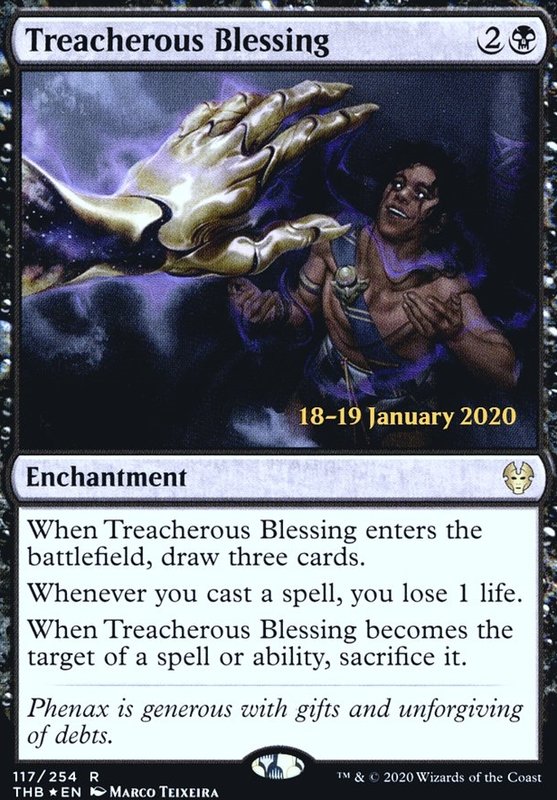 Treacherous Blessing 2
18–19 January 2020
Enchantment
When Treacherous Blessing enters the
battlefield, draw three cards.
Whenever you cast a spell, you lose 1 life.
When Treacherous Blessing becomes the
target of a spell or ability, sacrifice it.
Phenax is generous with gifts and unforgiving
of debts.
117/254 R
THB ★ EN Marco Teixeira
™ & © 2020 Wizards of the Coast